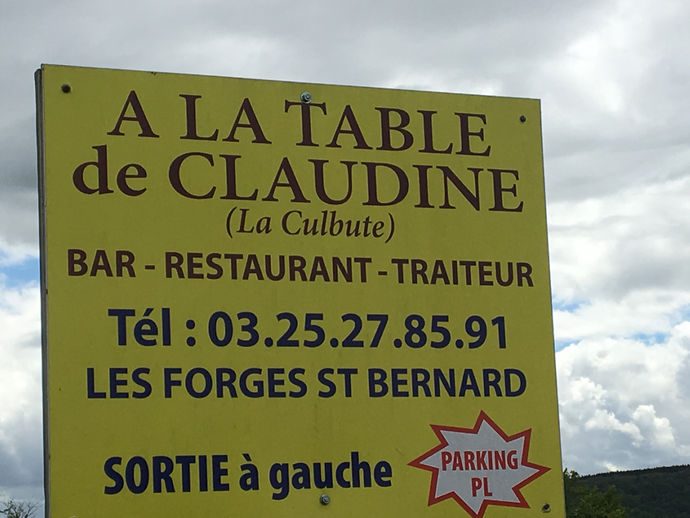 A LA TABLE
de CLAUDINE
(La Culbute)
BAR - RESTAURANT - TRAITEUR
Tél : 03.25.27.85.91
LES FORGES ST BERNARD
SORTIE à gauche
PARKING
PL